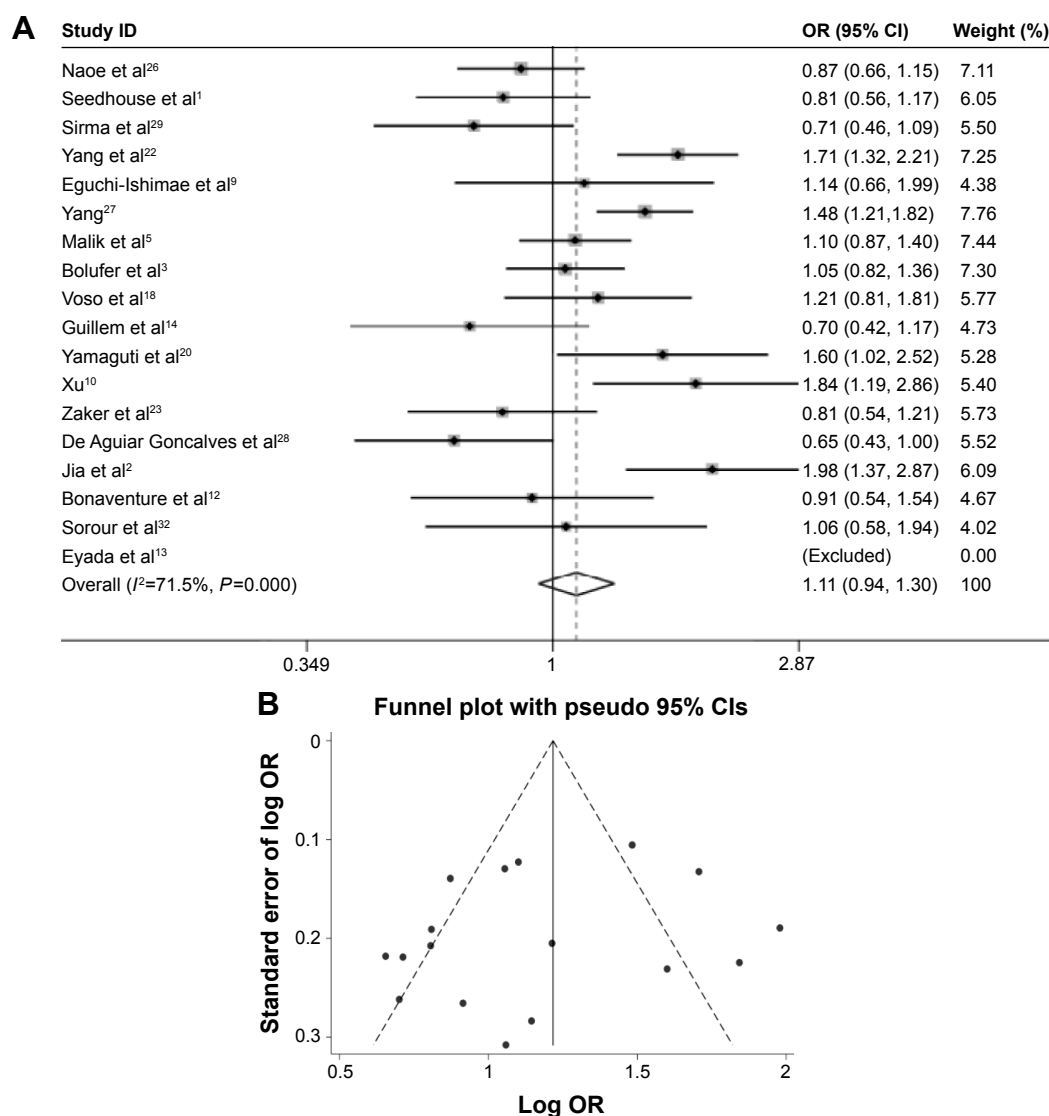 A
Study ID OR (95% CI) Weight (%)
Naoe et al²⁶ 0.87 (0.66, 1.15) 7.11
Seedhouse et al¹ 0.81 (0.56, 1.17) 6.05
Sirma et al²⁹ 0.71 (0.46, 1.09) 5.50
Yang et al²² 1.71 (1.32, 2.21) 7.25
Eguchi-Ishimae et al⁹ 1.14 (0.66, 1.99) 4.38
Yang²⁷ 1.48 (1.21,1.82) 7.76
Malik et al⁵ 1.10 (0.87, 1.40) 7.44
Bolufer et al³ 1.05 (0.82, 1.36) 7.30
Voso et al¹⁸ 1.21 (0.81, 1.81) 5.77
Guillem et al¹⁴ 0.70 (0.42, 1.17) 4.73
Yamaguti et al²⁰ 1.60 (1.02, 2.52) 5.28
Xu¹⁰ 1.84 (1.19, 2.86) 5.40
Zaker et al²³ 0.81 (0.54, 1.21) 5.73
De Aguiar Goncalves et al²⁸ 0.65 (0.43, 1.00) 5.52
Jia et al² 1.98 (1.37, 2.87) 6.09
Bonaventure et al¹² 0.91 (0.54, 1.54) 4.67
Sorour et al³² 1.06 (0.58, 1.94) 4.02
Eyada et al¹³ (Excluded) 0.00
Overall (I²=71.5%, P=0.000) 1.11 (0.94, 1.30) 100
0.349 1 2.87
B
Funnel plot with pseudo 95% CIs
Standard error of log OR
0
0.1
0.2
0.3
0.5 1 1.5 2
Log OR